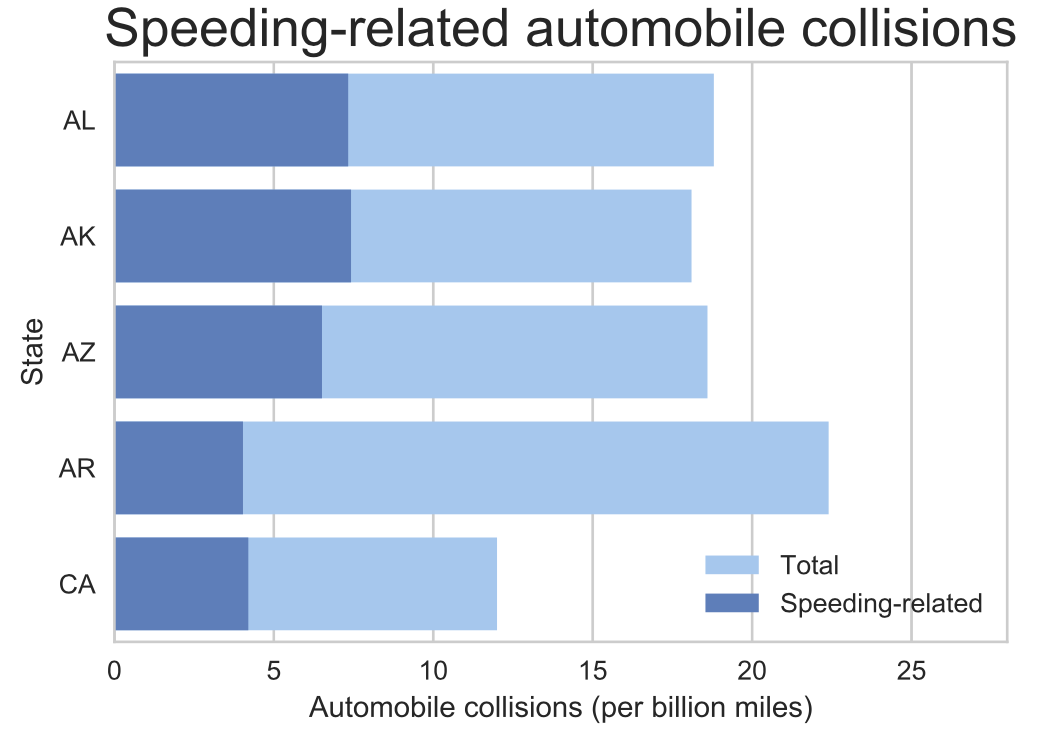 Speeding-related automobile collisions
AL
AK
AZ
AR
CA
State
Total
Speeding-related
0 5 10 15 20 25
Automobile collisions (per billion miles)